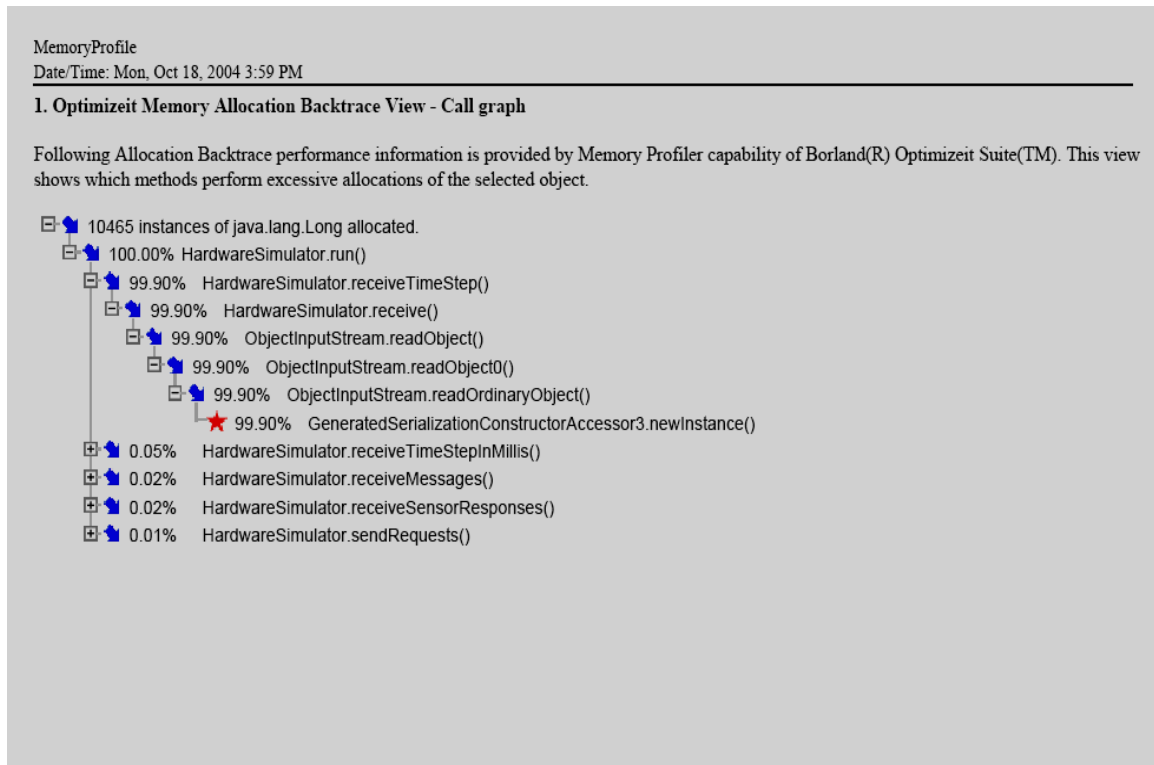 MemoryProfile
Date/Time: Mon, Oct 18, 2004 3:59 PM
1. Optimizeit Memory Allocation Backtrace View - Call graph
Following Allocation Backtrace performance information is provided by Memory Profiler capability of Borland(R) Optimizeit Suite(TM). This view
shows which methods perform excessive allocations of the selected object.
10465 instances of java.lang.Long allocated.
100.00% HardwareSimulator.run()
99.90% HardwareSimulator.receiveTimeStep()
99.90% HardwareSimulator.receive()
99.90% ObjectInputStream.readObject()
99.90% ObjectInputStream.readObject0()
99.90% ObjectInputStream.readOrdinaryObject()
99.90% GeneratedSerializationConstructorAccessor3.newInstance()
0.05% HardwareSimulator.receiveTimeStepInMillis()
0.02% HardwareSimulator.receiveMessages()
0.02% HardwareSimulator.receiveSensorResponses()
0.01% HardwareSimulator.sendRequests()